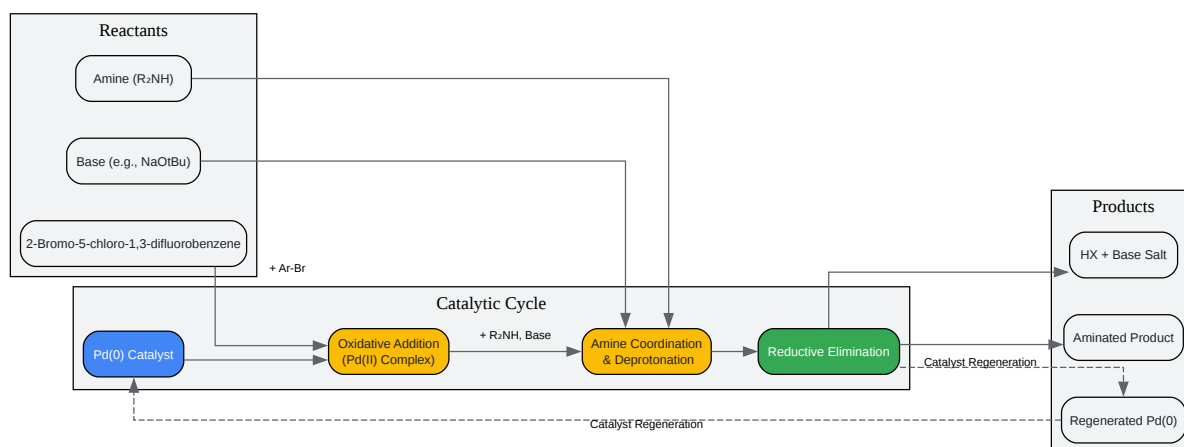 Reactants
Amine (R₂NH)
Base (e.g., NaOtBu)
2-Bromo-5-chloro-1,3-difluorobenzene
+ Ar-Br
Catalytic Cycle
Pd(0) Catalyst
Oxidative Addition
(Pd(II) Complex)
+ R₂NH, Base
Amine Coordination
& Deprotonation
Reductive Elimination
Catalyst Regeneration
Catalyst Regeneration
Products
HX + Base Salt
Aminated Product
Regenerated Pd(0)